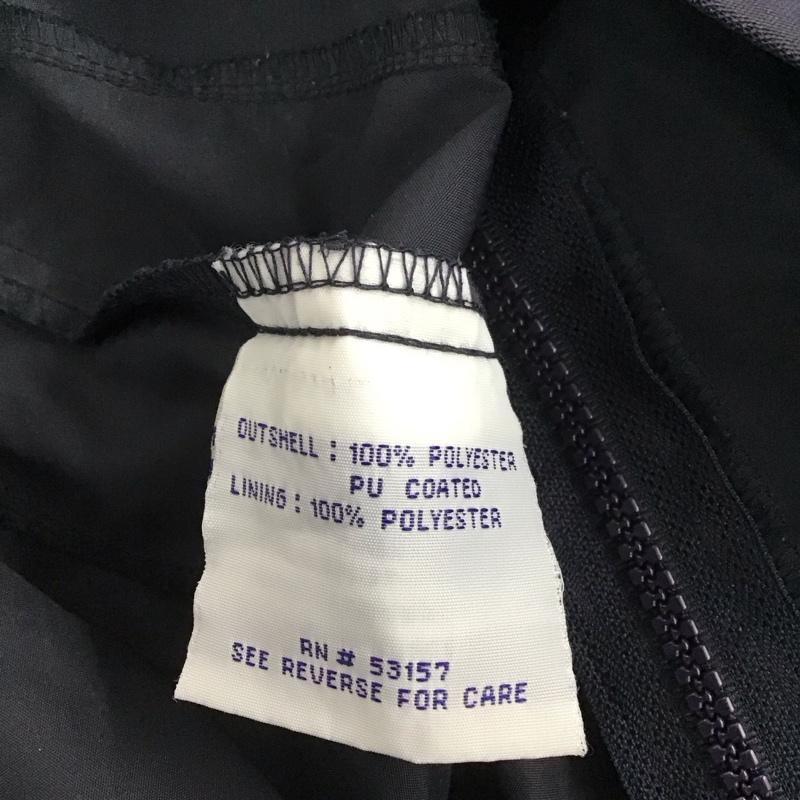 OUTSHELL : 100% POLYESTER
PU COATED
LINING : 100% POLYESTER
RN # 53157
SEE REVERSE FOR CARE